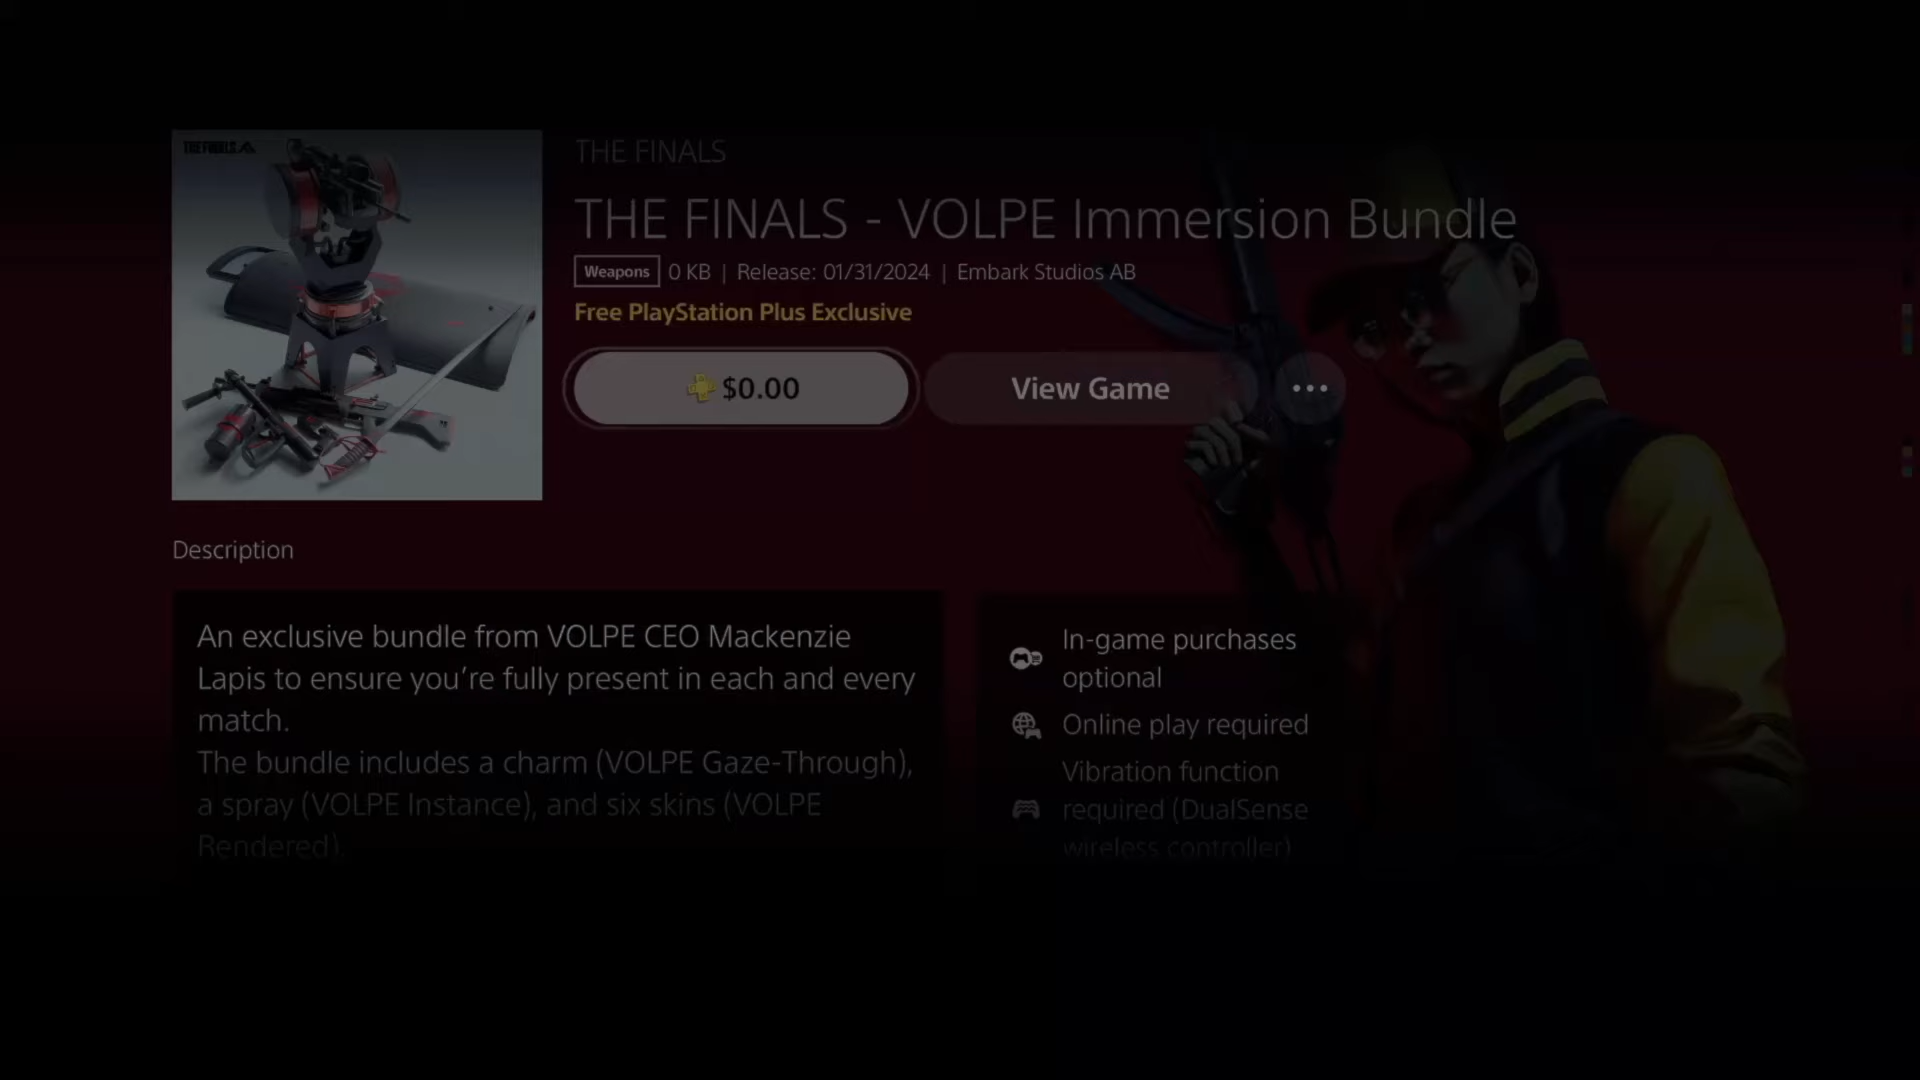 THE FINALS
THE FINALS
THE FINALS - VOLPE Immersion Bundle
Weapons 0 KB | Release: 01/31/2024 | Embark Studios AB
Free PlayStation Plus Exclusive
$0.00
View Game
Description
An exclusive bundle from VOLPE CEO Mackenzie
Lapis to ensure you're fully present in each and every
match.
The bundle includes a charm (VOLPE Gaze-Through),
a spray (VOLPE Instance), and six skins (VOLPE
Rendered).
In-game purchases
optional
Online play required
Vibration function
required (DualSense
wireless controller)